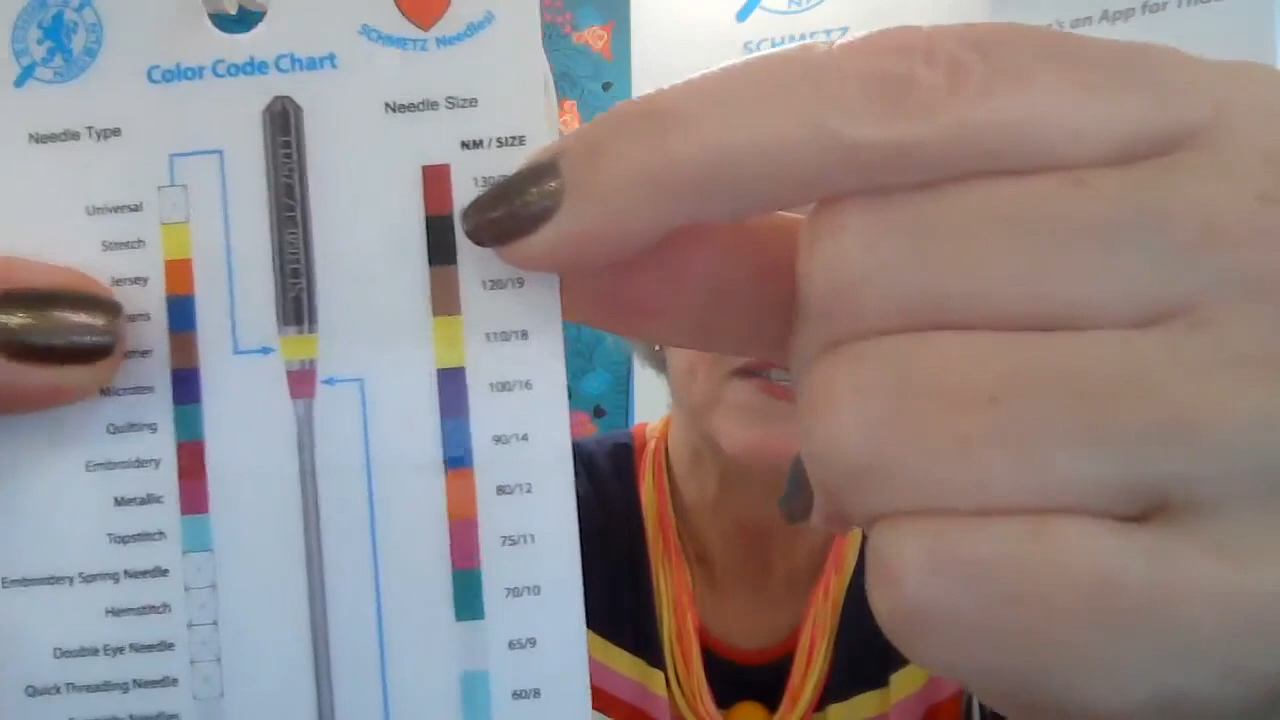 SCHMETZ Needles!
Color Code Chart
Needle Type
Needle Size
NM / SIZE
Universal
Stretch
Jersey
Microtex
Quilting
Embroidery
Metallic
Topstitch
Embroidery Spring Needle
Hemstitch
Double Eye Needle
Quick Threading Needle
130/
120/19
110/18
100/16
90/14
80/12
75/11
70/10
65/9
60/8
SCHMETZ
's an App for